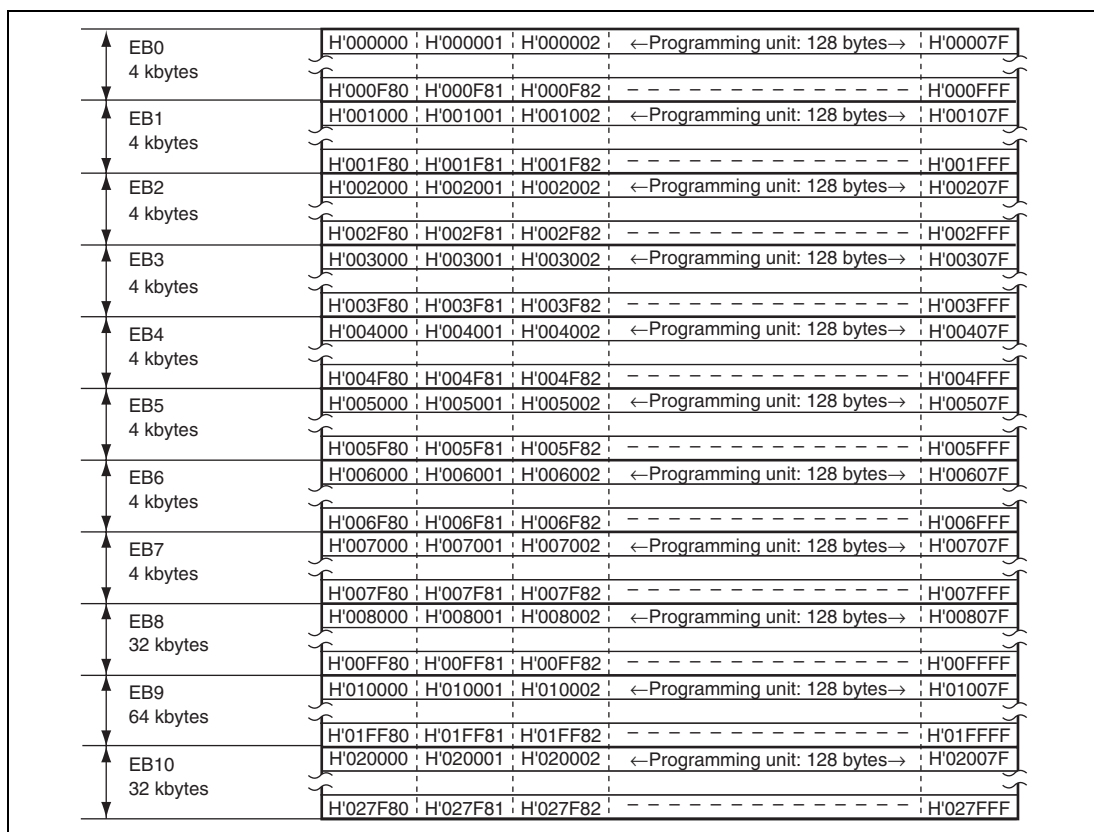 EB0
4 kbytes
H'000000 H'000001 H'000002 ←Programming unit: 128 bytes→ H'00007F
H'000F80 H'000F81 H'000F82 – – – – – – – – – – – – – – H'000FFF
EB1
4 kbytes
H'001000 H'001001 H'001002 ←Programming unit: 128 bytes→ H'00107F
H'001F80 H'001F81 H'001F82 – – – – – – – – – – – – – – H'001FFF
EB2
4 kbytes
H'002000 H'002001 H'002002 ←Programming unit: 128 bytes→ H'00207F
H'002F80 H'002F81 H'002F82 – – – – – – – – – – – – – – H'002FFF
EB3
4 kbytes
H'003000 H'003001 H'003002 ←Programming unit: 128 bytes→ H'00307F
H'003F80 H'003F81 H'003F82 – – – – – – – – – – – – – – H'003FFF
EB4
4 kbytes
H'004000 H'004001 H'004002 ←Programming unit: 128 bytes→ H'00407F
H'004F80 H'004F81 H'004F82 – – – – – – – – – – – – – – H'004FFF
EB5
4 kbytes
H'005000 H'005001 H'005002 ←Programming unit: 128 bytes→ H'00507F
H'005F80 H'005F81 H'005F82 – – – – – – – – – – – – – – H'005FFF
EB6
4 kbytes
H'006000 H'006001 H'006002 ←Programming unit: 128 bytes→ H'00607F
H'006F80 H'006F81 H'006F82 – – – – – – – – – – – – – – H'006FFF
EB7
4 kbytes
H'007000 H'007001 H'007002 ←Programming unit: 128 bytes→ H'00707F
H'007F80 H'007F81 H'007F82 – – – – – – – – – – – – – – H'007FFF
EB8
32 kbytes
H'008000 H'008001 H'008002 ←Programming unit: 128 bytes→ H'00807F
H'00FF80 H'00FF81 H'00FF82 – – – – – – – – – – – – – – H'00FFFF
EB9
64 kbytes
H'010000 H'010001 H'010002 ←Programming unit: 128 bytes→ H'01007F
H'01FF80 H'01FF81 H'01FF82 – – – – – – – – – – – – – – H'01FFFF
EB10
32 kbytes
H'020000 H'020001 H'020002 ←Programming unit: 128 bytes→ H'02007F
H'027F80 H'027F81 H'027F82 – – – – – – – – – – – – – – H'027FFF